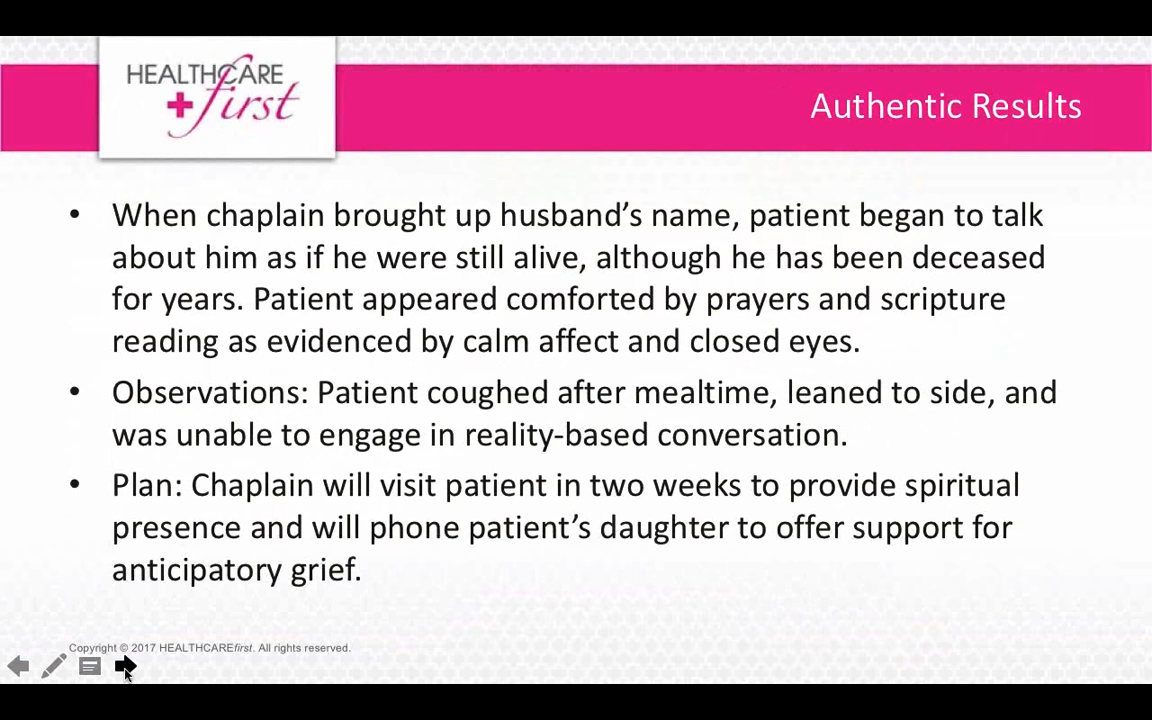 HEALTHCARE
first
Authentic Results
• When chaplain brought up husband’s name, patient began to talk
about him as if he were still alive, although he has been deceased
for years. Patient appeared comforted by prayers and scripture
reading as evidenced by calm affect and closed eyes.
• Observations: Patient coughed after mealtime, leaned to side, and
was unable to engage in reality-based conversation.
• Plan: Chaplain will visit patient in two weeks to provide spiritual
presence and will phone patient’s daughter to offer support for
anticipatory grief.
Copyright © 2017 HEALTHCAREfirst. All rights reserved.